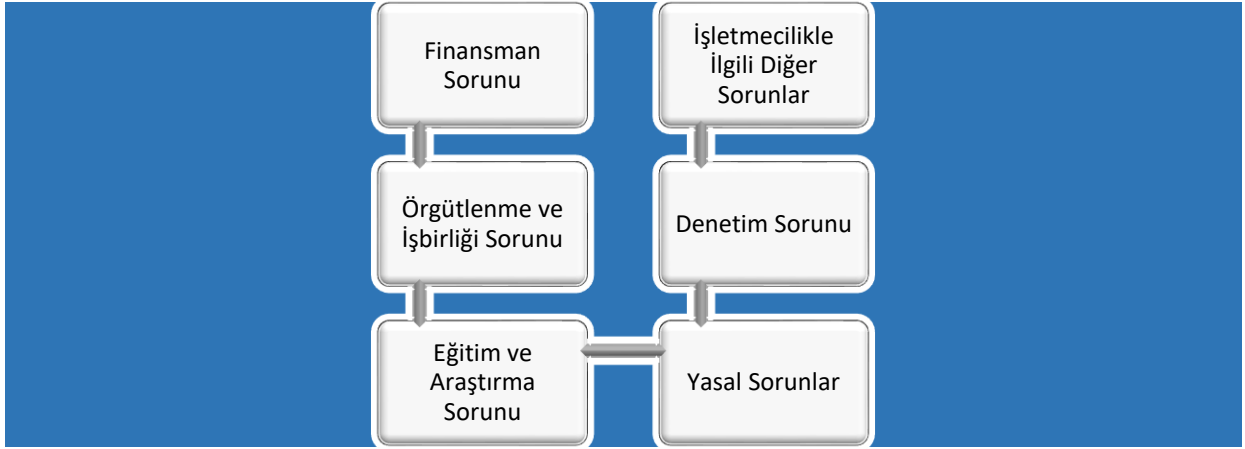 Finansman
Sorunu
Örgütlenme ve
İşbirliği Sorunu
Eğitim ve
Araştırma
Sorunu
Yasal Sorunlar
Denetim Sorunu
İşletmecilikle
İlgili Diğer
Sorunlar